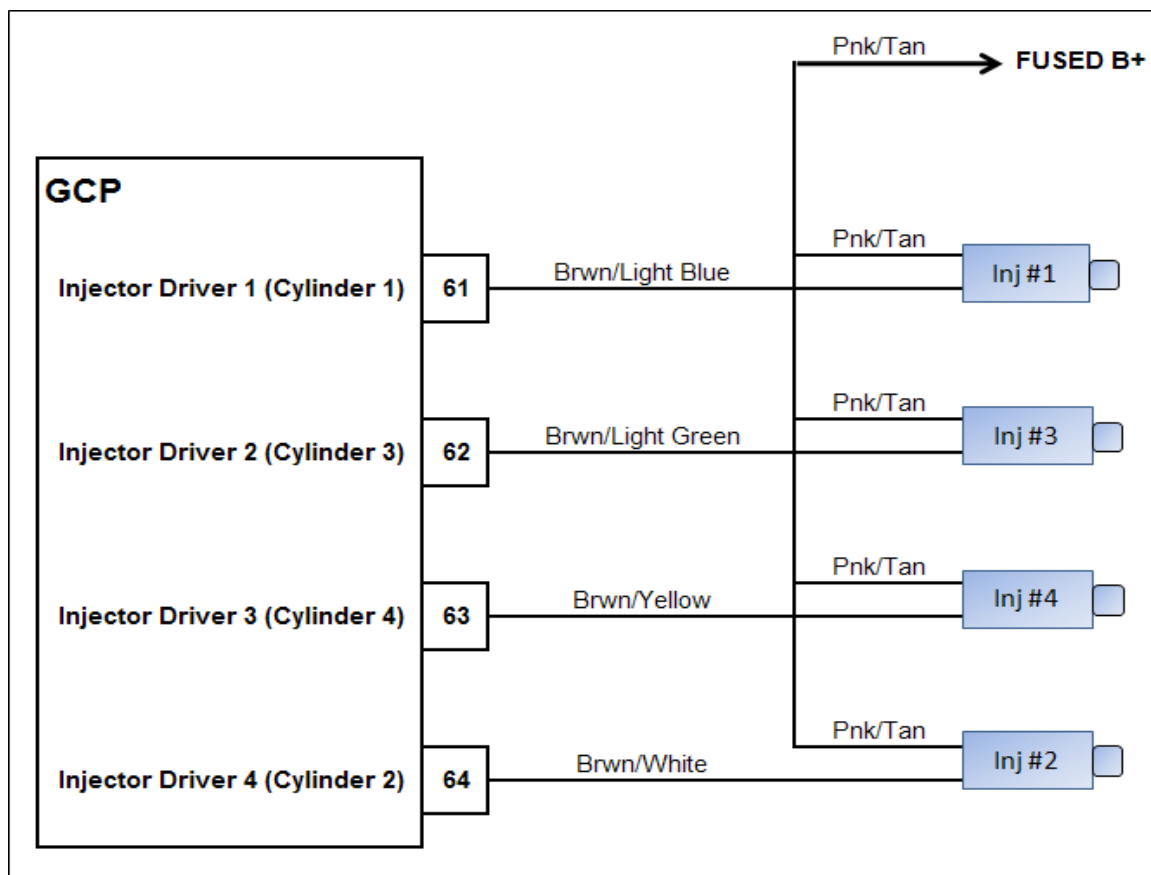 Pnk/Tan
FUSED B+
GCP
Injector Driver 1 (Cylinder 1)
61
Brwn/Light Blue
Pnk/Tan
Inj #1
Injector Driver 2 (Cylinder 3)
62
Brwn/Light Green
Pnk/Tan
Inj #3
Injector Driver 3 (Cylinder 4)
63
Brwn/Yellow
Pnk/Tan
Inj #4
Injector Driver 4 (Cylinder 2)
64
Brwn/White
Pnk/Tan
Inj #2